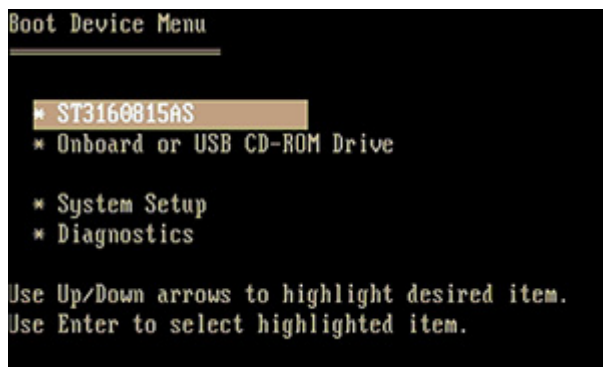 Boot Device Menu
* ST3160815AS
* Onboard or USB CD-ROM Drive
* System Setup
* Diagnostics
Use Up/Down arrows to highlight desired item.
Use Enter to select highlighted item.